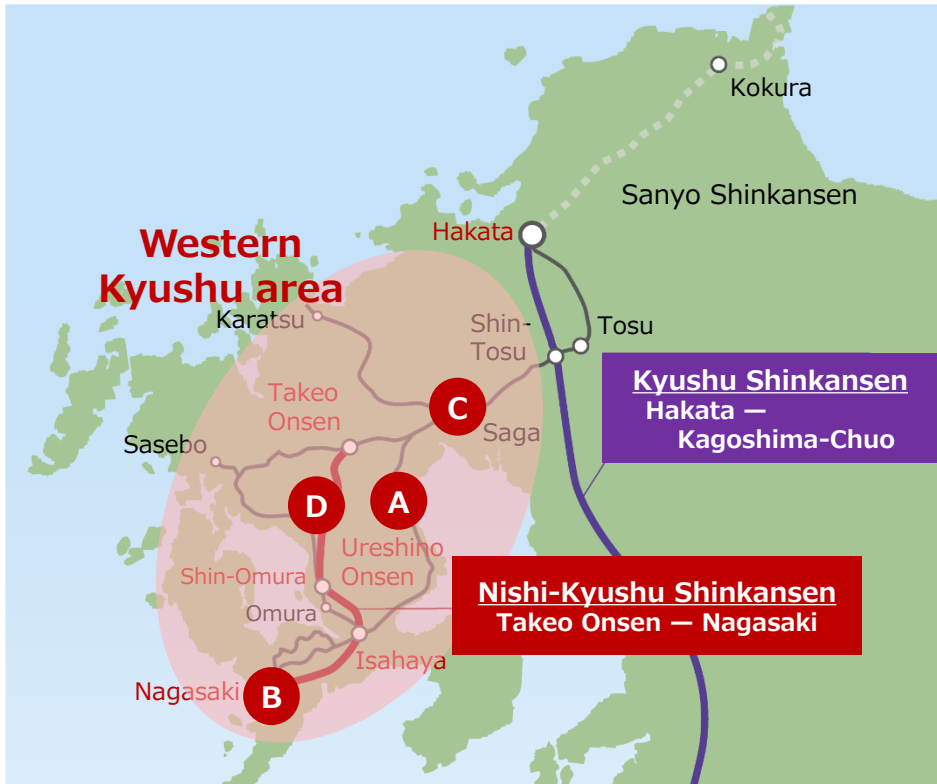 Kokura
Sanyo Shinkansen
Hakata
Western
Kyushu area
Karatsu
Shin-
Tosu
Tosu
Kyushu Shinkansen
Hakata —
Kagoshima-Chuo
Takeo
Onsen
C
Saga
Sasebo
D
A
Ureshino
Onsen
Shin-Omura
Omura
Nishi-Kyushu Shinkansen
Takeo Onsen — Nagasaki
Isahaya
Nagasaki
B